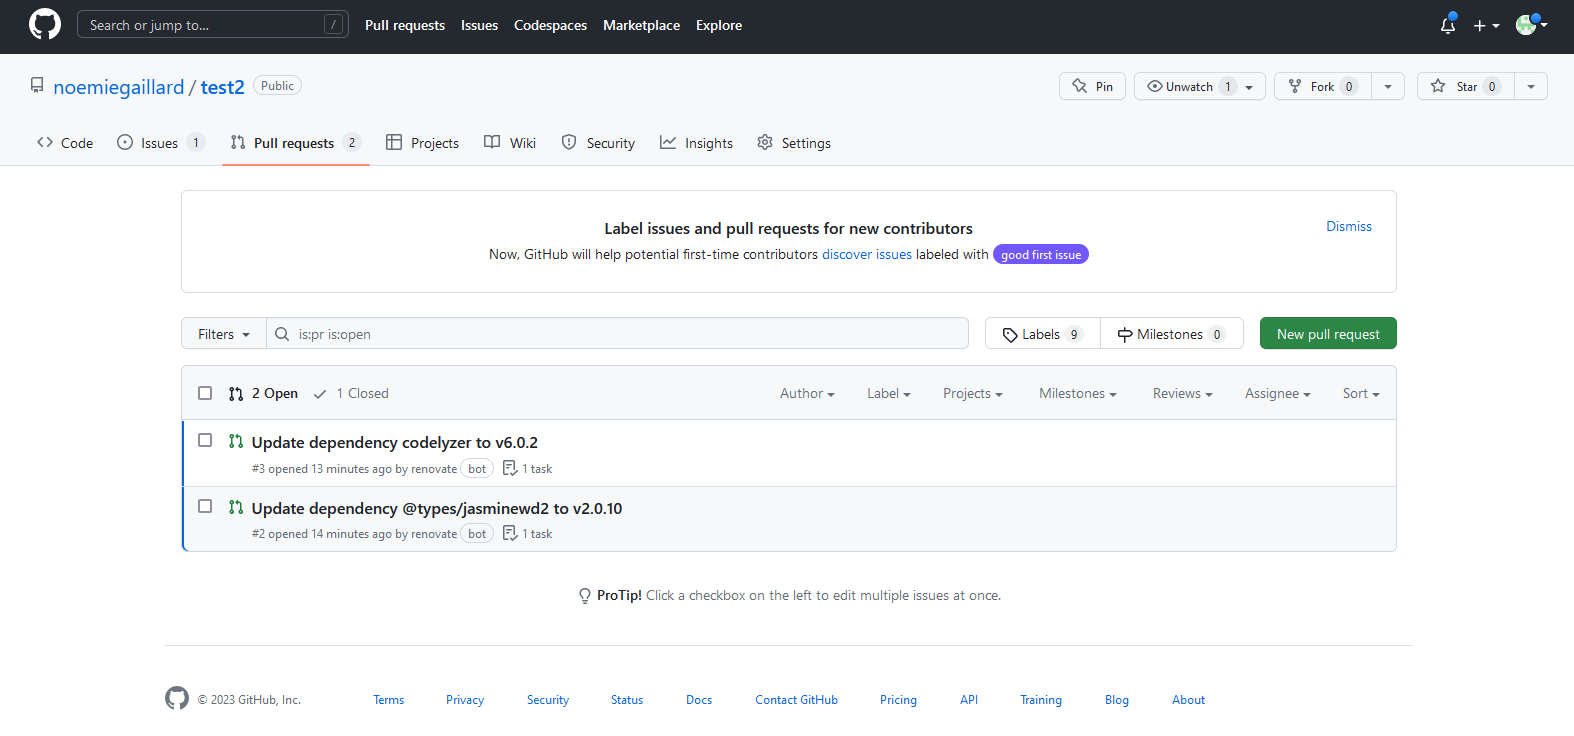 Search or jump to... /
Pull requests Issues Codespaces Marketplace Explore
noemiegaillard / test2 Public
Pin Unwatch 1 Fork 0 Star 0
Code Issues 1 Pull requests 2 Projects Wiki Security Insights Settings
Label issues and pull requests for new contributors
Dismiss
Now, GitHub will help potential first-time contributors discover issues labeled with good first issue
Filters is:pr is:open Labels 9 Milestones 0 New pull request
2 Open 1 Closed Author Label Projects Milestones Reviews Assignee Sort
Update dependency codelyzer to v6.0.2
#3 opened 13 minutes ago by renovate bot 1 task
Update dependency @types/jasminewd2 to v2.0.10
#2 opened 14 minutes ago by renovate bot 1 task
ProTip! Click a checkbox on the left to edit multiple issues at once.
© 2023 GitHub, Inc. Terms Privacy Security Status Docs Contact GitHub Pricing API Training Blog About